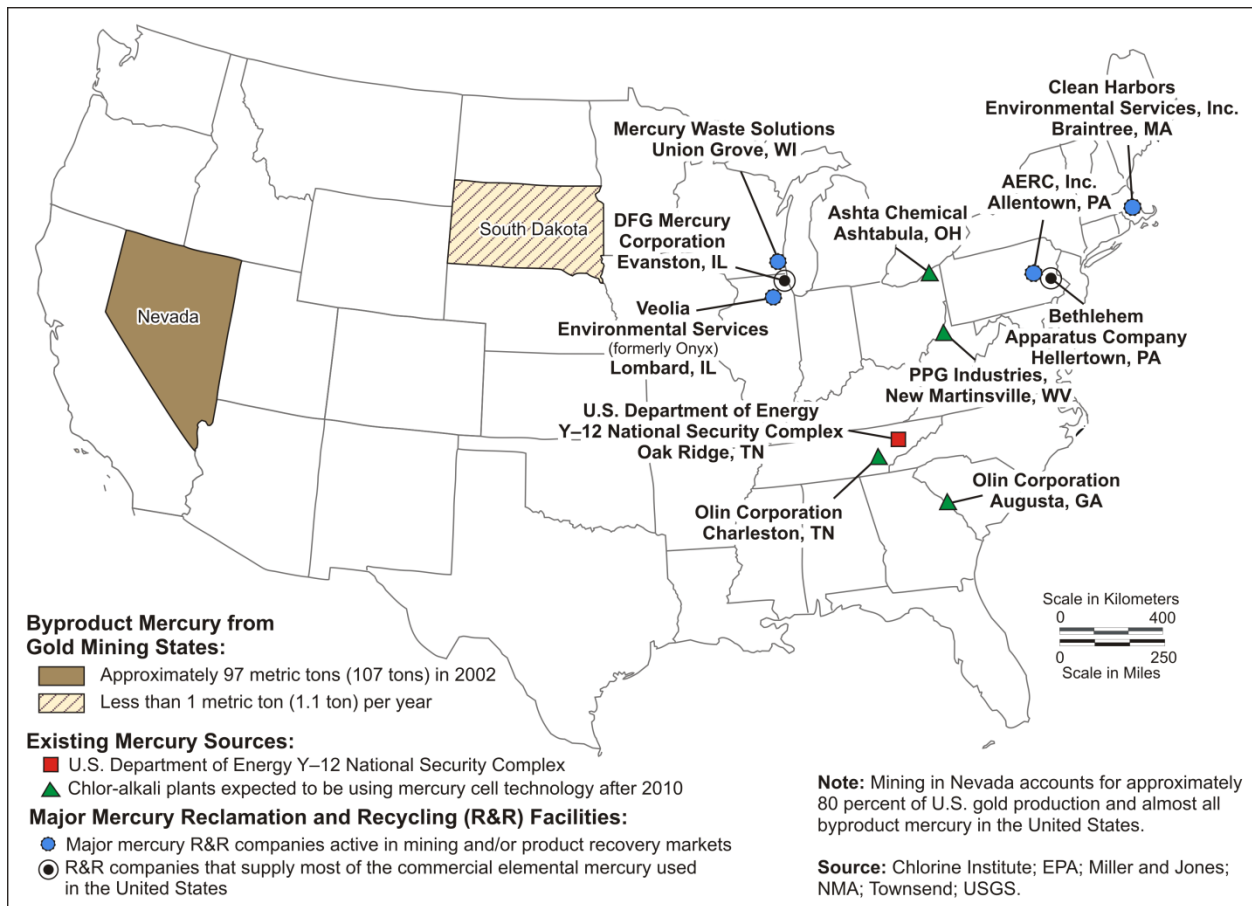 Clean Harbors
Environmental Services, Inc.
Braintree, MA
Mercury Waste Solutions
Union Grove, WI
AERC, Inc.
Allentown, PA
South Dakota
DFG Mercury
Corporation
Evanston, IL
Ashta Chemical
Ashtabula, OH
Nevada
Veolia
Environmental Services
(formerly Onyx)
Lombard, IL
Bethlehem
Apparatus Company
Hellertown, PA
PPG Industries,
New Martinsville, WV
U.S. Department of Energy
Y–12 National Security Complex
Oak Ridge, TN
Olin Corporation
Charleston, TN
Olin Corporation
Augusta, GA
Scale in Kilometers
0 400
0 250
Scale in Miles
Byproduct Mercury from
Gold Mining States:
Approximately 97 metric tons (107 tons) in 2002
Less than 1 metric ton (1.1 ton) per year
Existing Mercury Sources:
U.S. Department of Energy Y–12 National Security Complex
Chlor-alkali plants expected to be using mercury cell technology after 2010
Major Mercury Reclamation and Recycling (R&R) Facilities:
Major mercury R&R companies active in mining and/or product recovery markets
R&R companies that supply most of the commercial elemental mercury used
in the United States
Note: Mining in Nevada accounts for approximately
80 percent of U.S. gold production and almost all
byproduct mercury in the United States.
Source: Chlorine Institute; EPA; Miller and Jones;
NMA; Townsend; USGS.